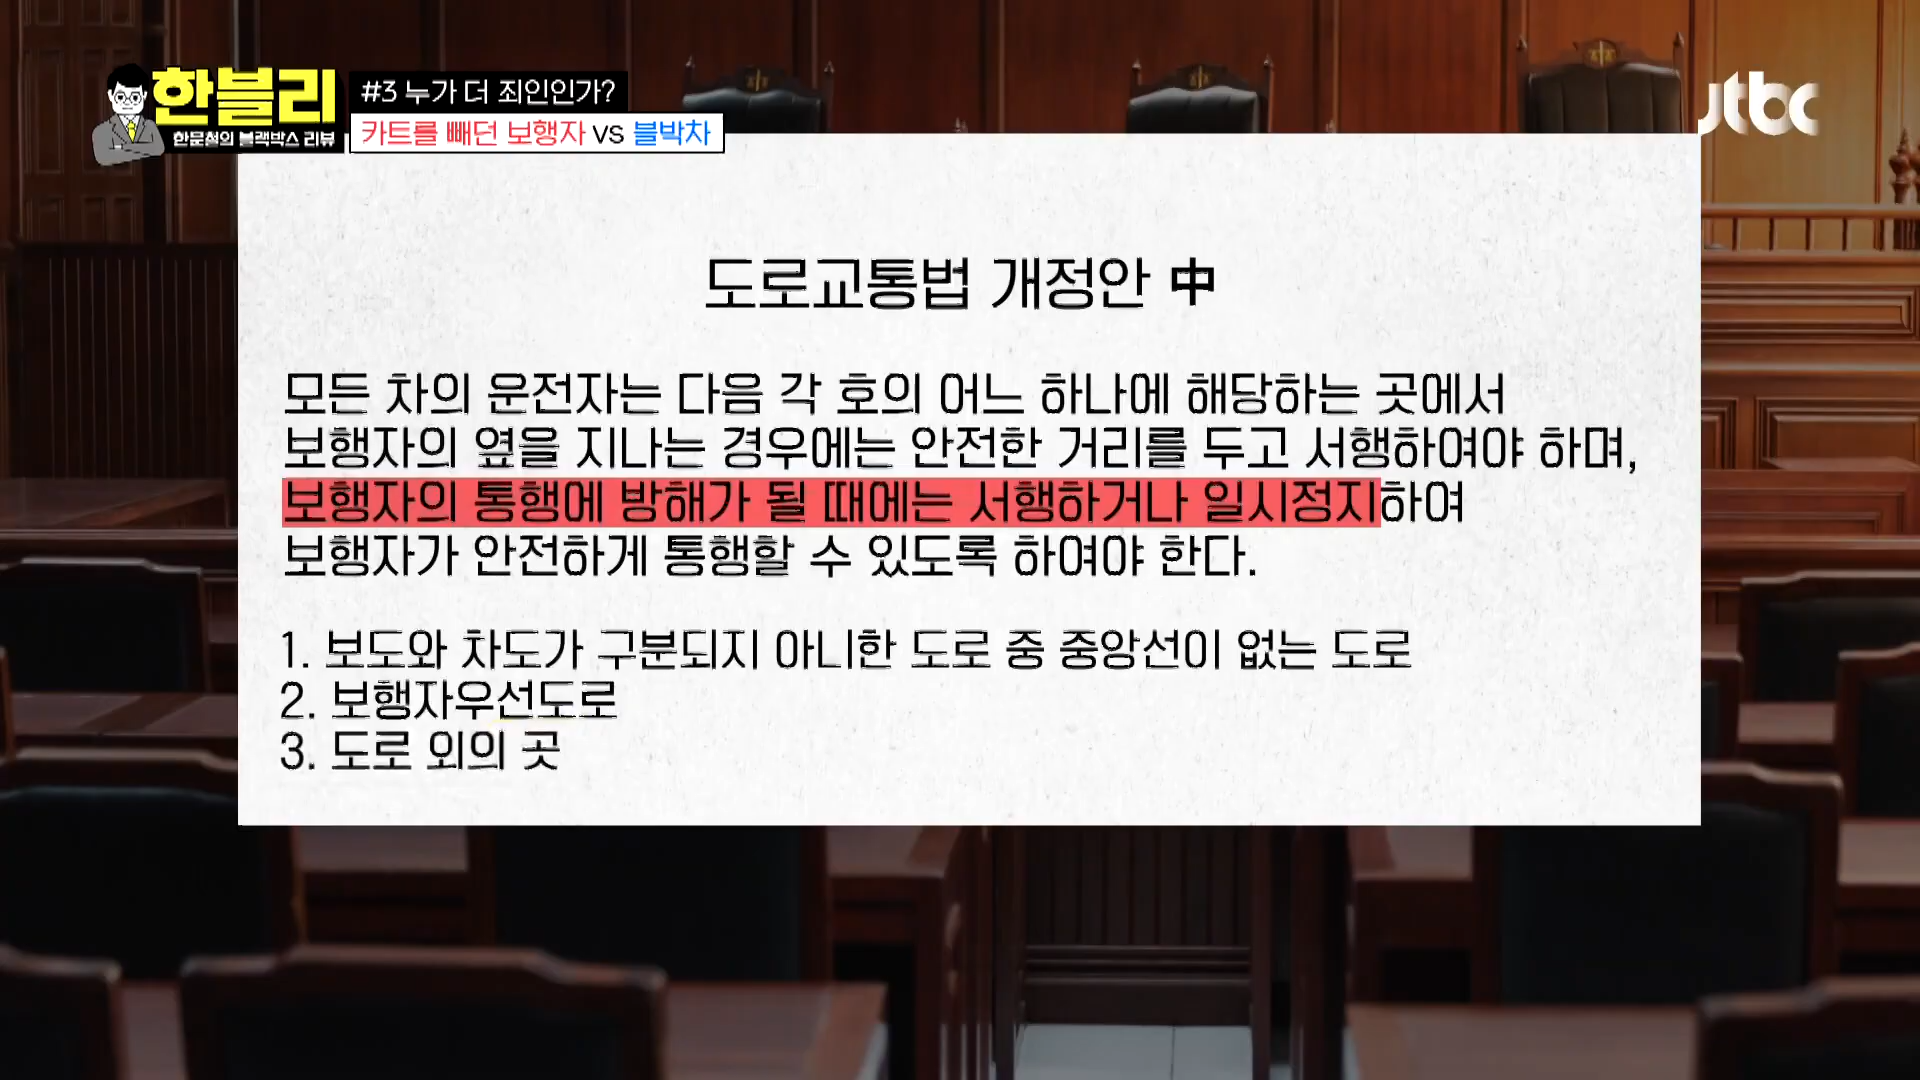 한블리
한문철의 블랙박스 리뷰
#3 누가 더 죄인인가?
카트를 빼던 보행자 vs 블박차
jtbc
도로교통법 개정안 中
모든 차의 운전자는 다음 각 호의 어느 하나에 해당하는 곳에서
보행자의 옆을 지나는 경우에는 안전한 거리를 두고 서행하여야 하며,
보행자의 통행에 방해가 될 때에는 서행하거나 일시정지하여
보행자가 안전하게 통행할 수 있도록 하여야 한다.
1. 보도와 차도가 구분되지 아니한 도로 중 중앙선이 없는 도로
2. 보행자우선도로
3. 도로 외의 곳